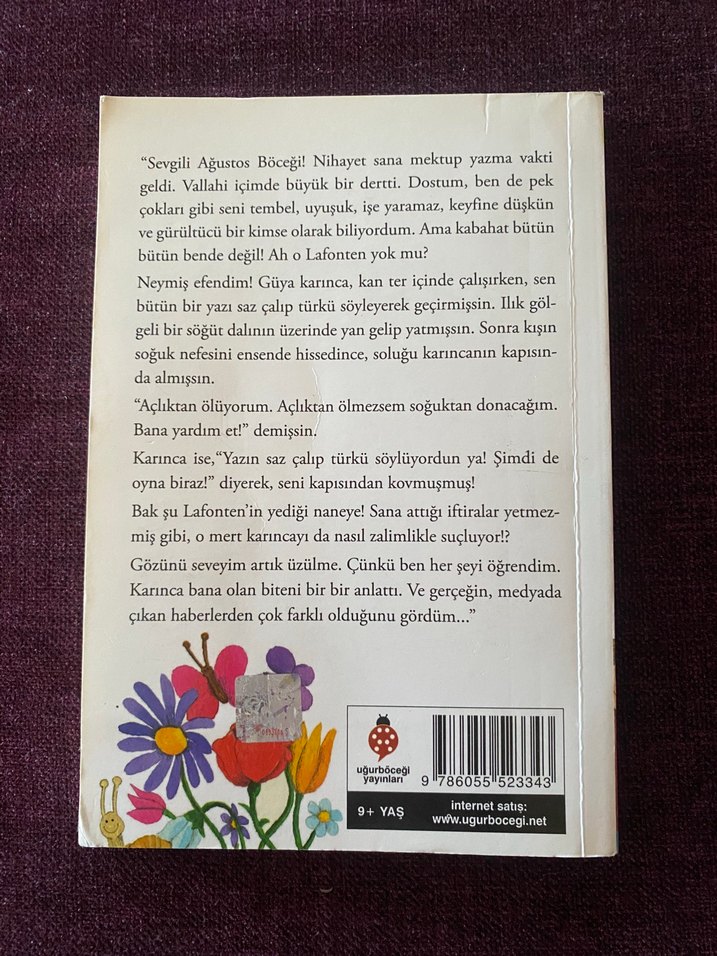 “Sevgili Ağustos Böceği! Nihayet sana mektup yazma vakti
geldi. Vallahi içimde büyük bir dertti. Dostum, ben de pek
çokları gibi seni tembel, uyuşuk, işe yaramaz, keyfine düşkün
ve gürültücü bir kimse olarak biliyordum. Ama kabahat bütün
bütün bende değil! Ah o Lafonten yok mu?
Neymiş efendim! Güya karınca, kan ter içinde çalışırken, sen
bütün bir yazı saz çalıp türkü söyleyerek geçirmişsin. Ilık göl-
geli bir söğüt dalının üzerinde yan gelip yatmışsın. Sonra kışın
soğuk nefesini ensende hissedince, soluğu karıncanın kapısın-
da almışsın.
“Açlıktan ölüyorum. Açlıktan ölmezsem soğuktan donacağım.
Bana yardım et!” demişsin.
Karınca ise,“Yazın saz çalıp türkü söylüyordun ya! Şimdi de
oyna biraz!” diyerek, seni kapısından kovmuşmuş!
Bak şu Lafonten’in yediği naneye! Sana attığı iftiralar yetmez-
miş gibi, o mert karıncayı da nasıl zalimlikle suçluyor!?
Gözünü seveyim artık üzülme. Çünkü ben her şeyi öğrendim.
Karınca bana olan biteni bir bir anlattı. Ve gerçeğin, medyada
çıkan haberlerden çok farklı olduğunu gördüm...”
uğurböceği
yayınları
9 786055 523343
9+ YAŞ
internet satış:
www.ugurbocegi.net